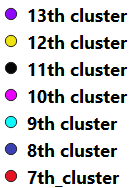 13th cluster
12th cluster
11th cluster
10th cluster
9th cluster
8th cluster
7th_cluster